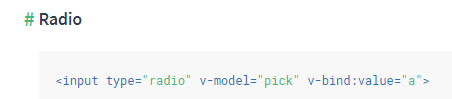 # Radio
<input type="radio" v-model="pick" v-bind:value="a">